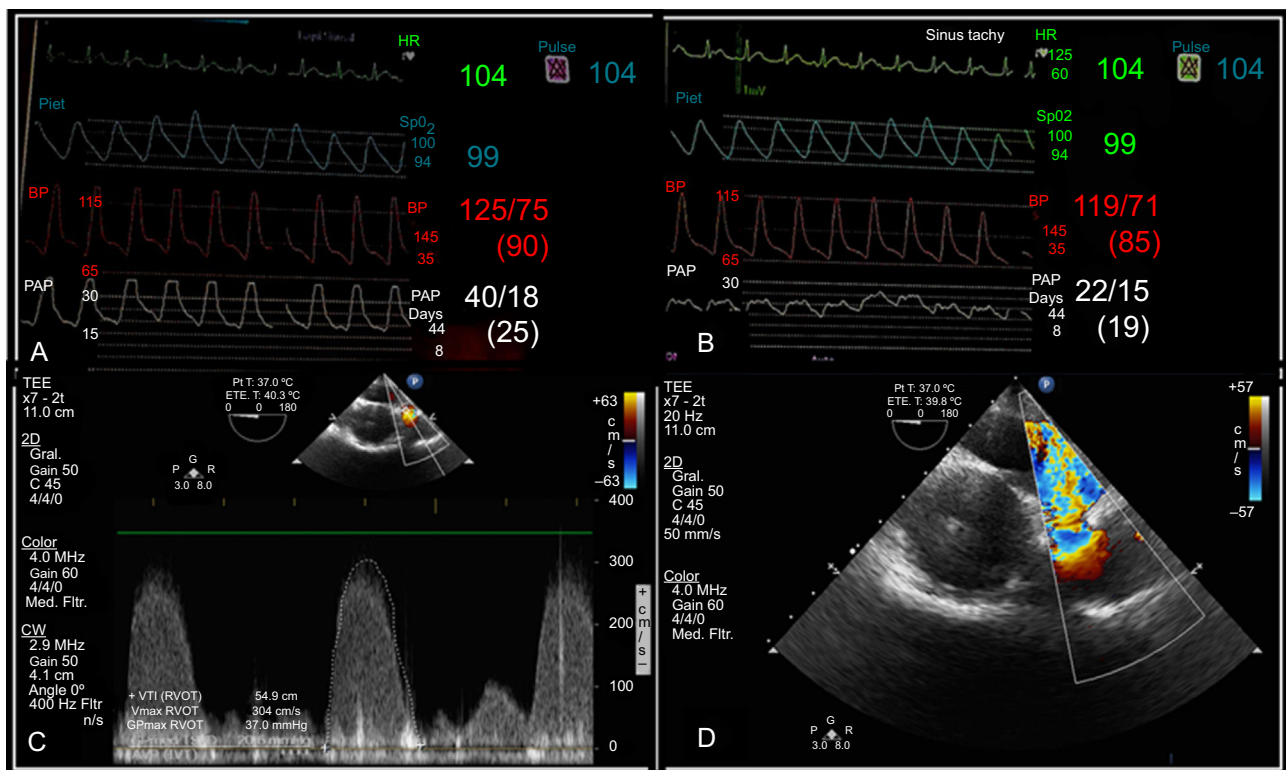 HR
104
Pulse
104
Piet
SpO2
100
94
99
BP
115
65
BP
145
35
125/75
(90)
PAP
30
15
PAP
Days
44
8
40/18
(25)
A
Sinus tachy
HR
125
60
104
Pulse
104
1mV
Piet
Sp02
100
94
99
BP
115
65
BP
145
35
119/71
(85)
PAP
30
PAP
Days
44
8
22/15
(19)
B
TEE
x7 - 2t
11.0 cm
2D
Gral.
Gain 50
C 45
4/4/0
Color
4.0 MHz
Gain 60
4/4/0
Med. Fltr.
CW
2.9 MHz
Gain 50
4.1 cm
Angle 0º
400 Hz Fltr
n/s
Pt T: 37.0 ºC
ETE. T: 40.3 ºC
0 0 180
P
G
P R
3.0 8.0
+63
c
m
/
s
–63
400
300
200
100
0
+
c
m
/
s
–
+ VTI (RVOT) 54.9 cm
Vmax RVOT 304 cm/s
GPmax RVOT 37.0 mmHg
C
TEE
x7 - 2t
20 Hz
11.0 cm
2D
Gral.
Gain 50
C 45
4/4/0
50 mm/s
Color
4.0 MHz
Gain 60
4/4/0
Med. Fltr.
Pt T: 37.0 ºC
ETE. T: 39.8 ºC
0 0 180
P
+57
c
m
/
s
–57
G
P R
3.0 8.0
D